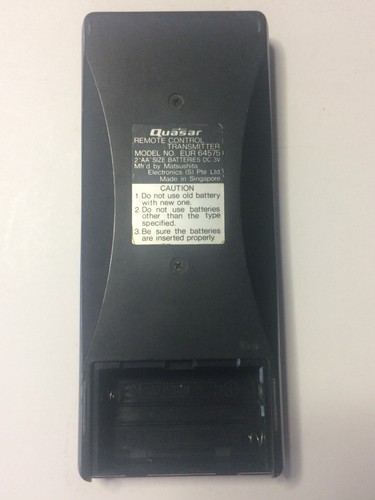 Quasar
REMOTE CONTROL
TRANSMITTER
MODEL NO. EUR 64575
2"AA"SIZE BATTERIES DC 3V
Mfr'd by Matsushita
Electronics (S) Pte Ltd
Made in Singapore
CAUTION
1.Do not use old battery
with new one.
2.Do not use batteries
other than the type
specified.
3.Be sure the batteries
are inserted properly.